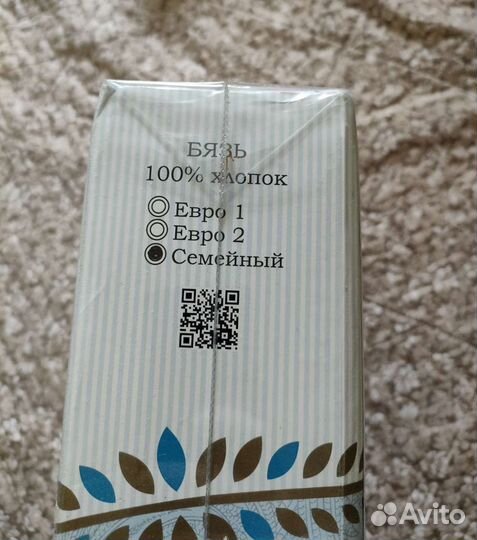 БЯЗЬ
100% хлопок
Евро 1
Евро 2
Семейный
Avito